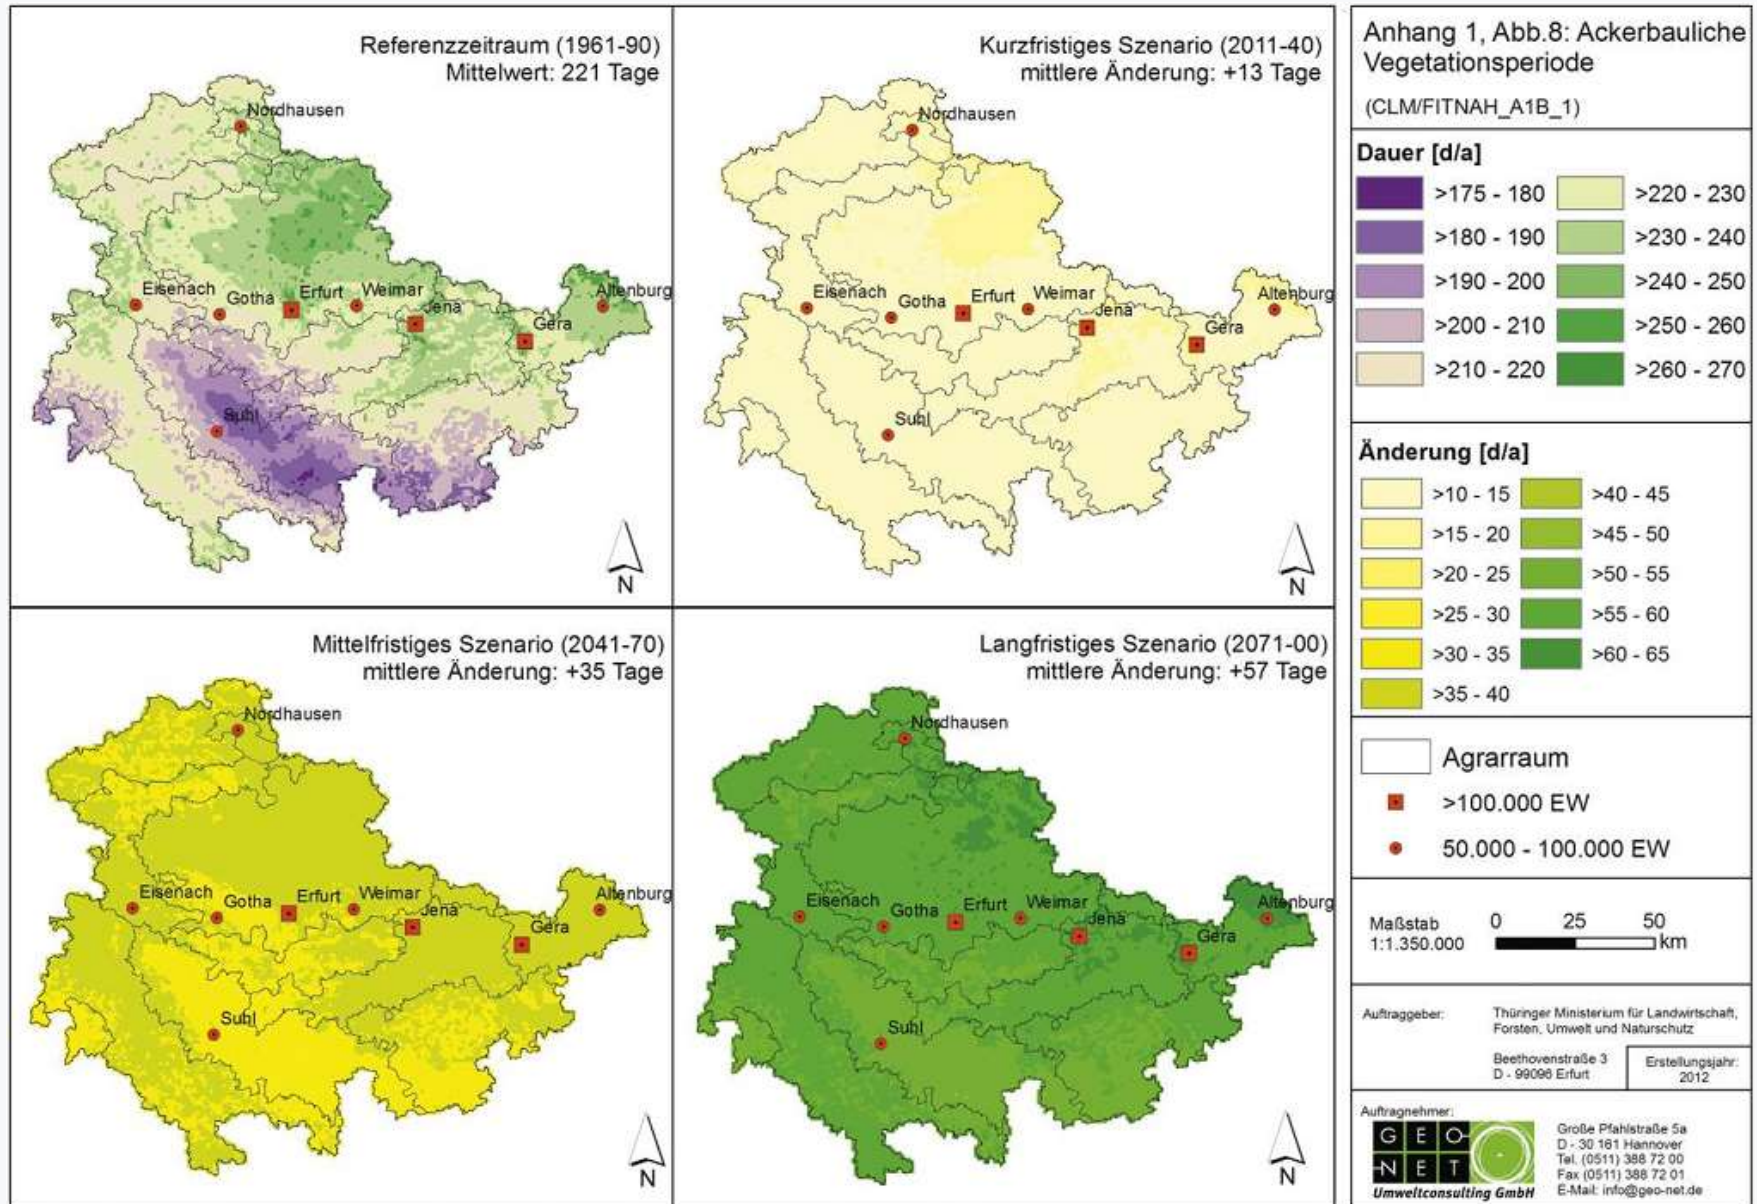 Referenzzeitraum (1961-90)
Mittelwert: 221 Tage
Nordhausen
Eisenach
Gotha
Erfurt
Weimar
Jena
Gera
Altenburg
Suhl
N
Kurzfristiges Szenario (2011-40)
mittlere Änderung: +13 Tage
Nordhausen
Eisenach
Gotha
Erfurt
Weimar
Jena
Gera
Altenburg
Suhl
N
Mittelfristiges Szenario (2041-70)
mittlere Änderung: +35 Tage
Nordhausen
Eisenach
Gotha
Erfurt
Weimar
Jena
Gera
Altenburg
Suhl
N
Langfristiges Szenario (2071-00)
mittlere Änderung: +57 Tage
Nordhausen
Eisenach
Gotha
Erfurt
Weimar
Jena
Gera
Altenburg
Suhl
N
Anhang 1, Abb.8: Ackerbauliche
Vegetationsperiode
(CLM/FITNAH_A1B_1)
Dauer [d/a]
>175 - 180
>220 - 230
>180 - 190
>230 - 240
>190 - 200
>240 - 250
>200 - 210
>250 - 260
>210 - 220
>260 - 270
Änderung [d/a]
>10 - 15
>40 - 45
>15 - 20
>45 - 50
>20 - 25
>50 - 55
>25 - 30
>55 - 60
>30 - 35
>60 - 65
>35 - 40
Agrarraum
>100.000 EW
50.000 - 100.000 EW
Maßstab
1:1.350.000
0 25 50
km
Auftraggeber:
Thüringer Ministerium für Landwirtschaft,
Forsten, Umwelt und Naturschutz
Beethovenstraße 3
D - 99096 Erfurt
Erstellungsjahr:
2012
Auftragnehmer:
GEO-
-NET
Umweltconsulting GmbH
Große Pfahlstraße 5a
D - 30 161 Hannover
Tel. (0511) 388 72 00
Fax (0511) 388 72 01
E-Mail: info@geo-net.de